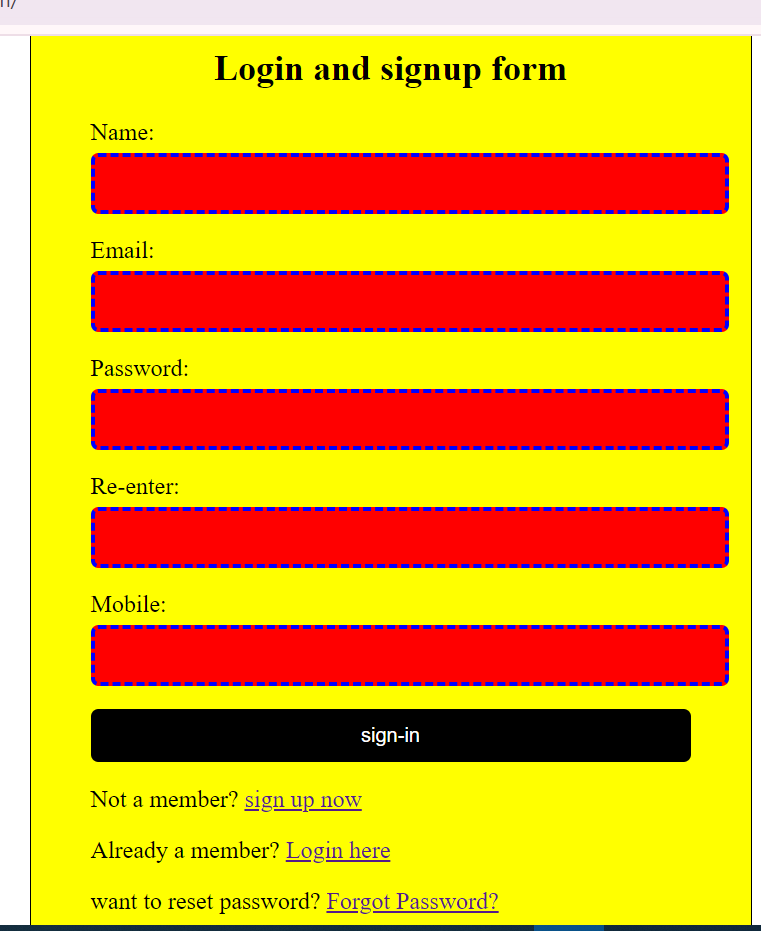 Login and signup form
Name:
Email:
Password:
Re-enter:
Mobile:
sign-in
Not a member? sign up now
Already a member? Login here
want to reset password? Forgot Password?